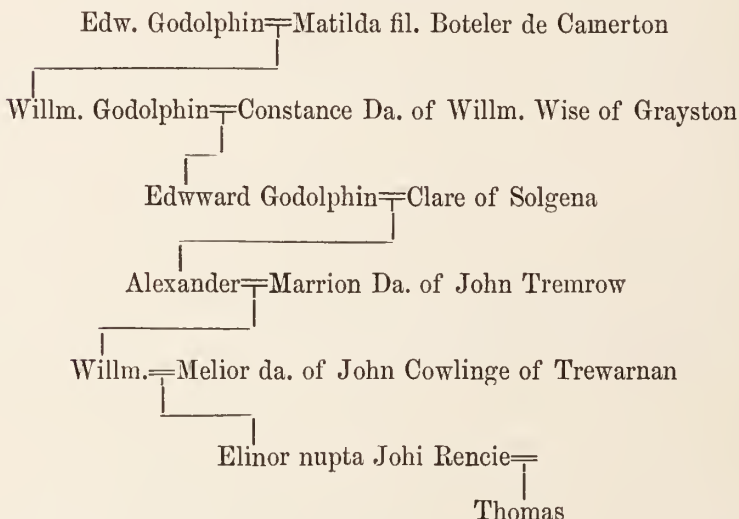 Edw. Godolphin=Matilda fil. Boteler de Camerton
Willm. Godolphin=Constance Da. of Willm. Wise of Grayston
Edwward Godolphin=Clare of Solgena
Alexander=Marrion Da. of John Tremrow
Willm.=Melior da. of John Cowlinge of Trewarnan
Elinor nupta Johi Rencie=
Thomas